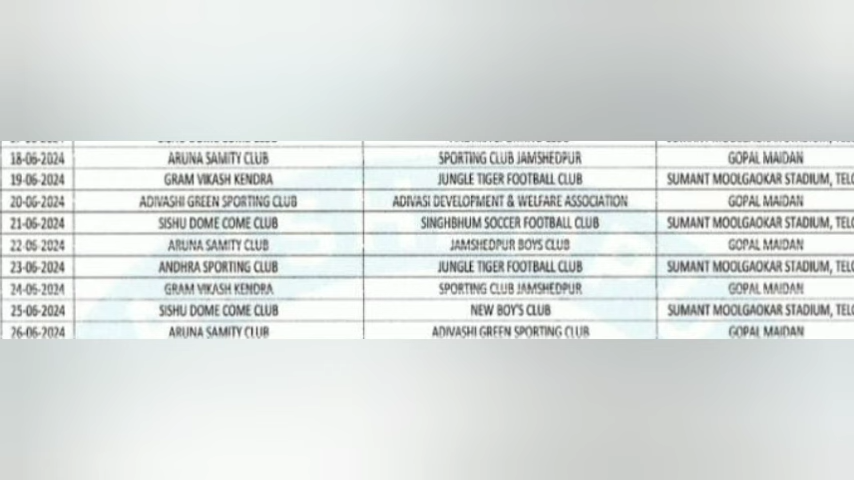 18-06-2024 ARUNA SAMITY CLUB SPORTING CLUB JAMSHEDPUR GOPAL MAIDAN
19-06-2024 GRAM VIKASH KENDRA JUNGLE TIGER FOOTBALL CLUB SUMANT MOOLGAOKAR STADIUM, TELC
20-06-2024 ADIVASHI GREEN SPORTING CLUB ADIVASI DEVELOPMENT & WELFARE ASSOCIATION GOPAL MAIDAN
21-06-2024 SISHU DOME COME CLUB SINGHBHUM SOCCER FOOTBALL CLUB SUMANT MOOLGAOKAR STADIUM, TELC
22-06-2024 ARUNA SAMITY CLUB JAMSHEDPUR BOYS CLUB GOPAL MAIDAN
23-06-2024 ANDHRA SPORTING CLUB JUNGLE TIGER FOOTBALL CLUB SUMANT MOOLGAOKAR STADIUM, TELC
24-06-2024 GRAM VIKASH KENDRA SPORTING CLUB JAMSHEDPUR GOPAL MAIDAN
25-06-2024 SISHU DOME COME CLUB NEW BOY'S CLUB SUMANT MOOLGAOKAR STADIUM, TELC
26-06-2024 ARUNA SAMITY CLUB ADIVASHI GREEN SPORTING CLUB GOPAL MAIDAN